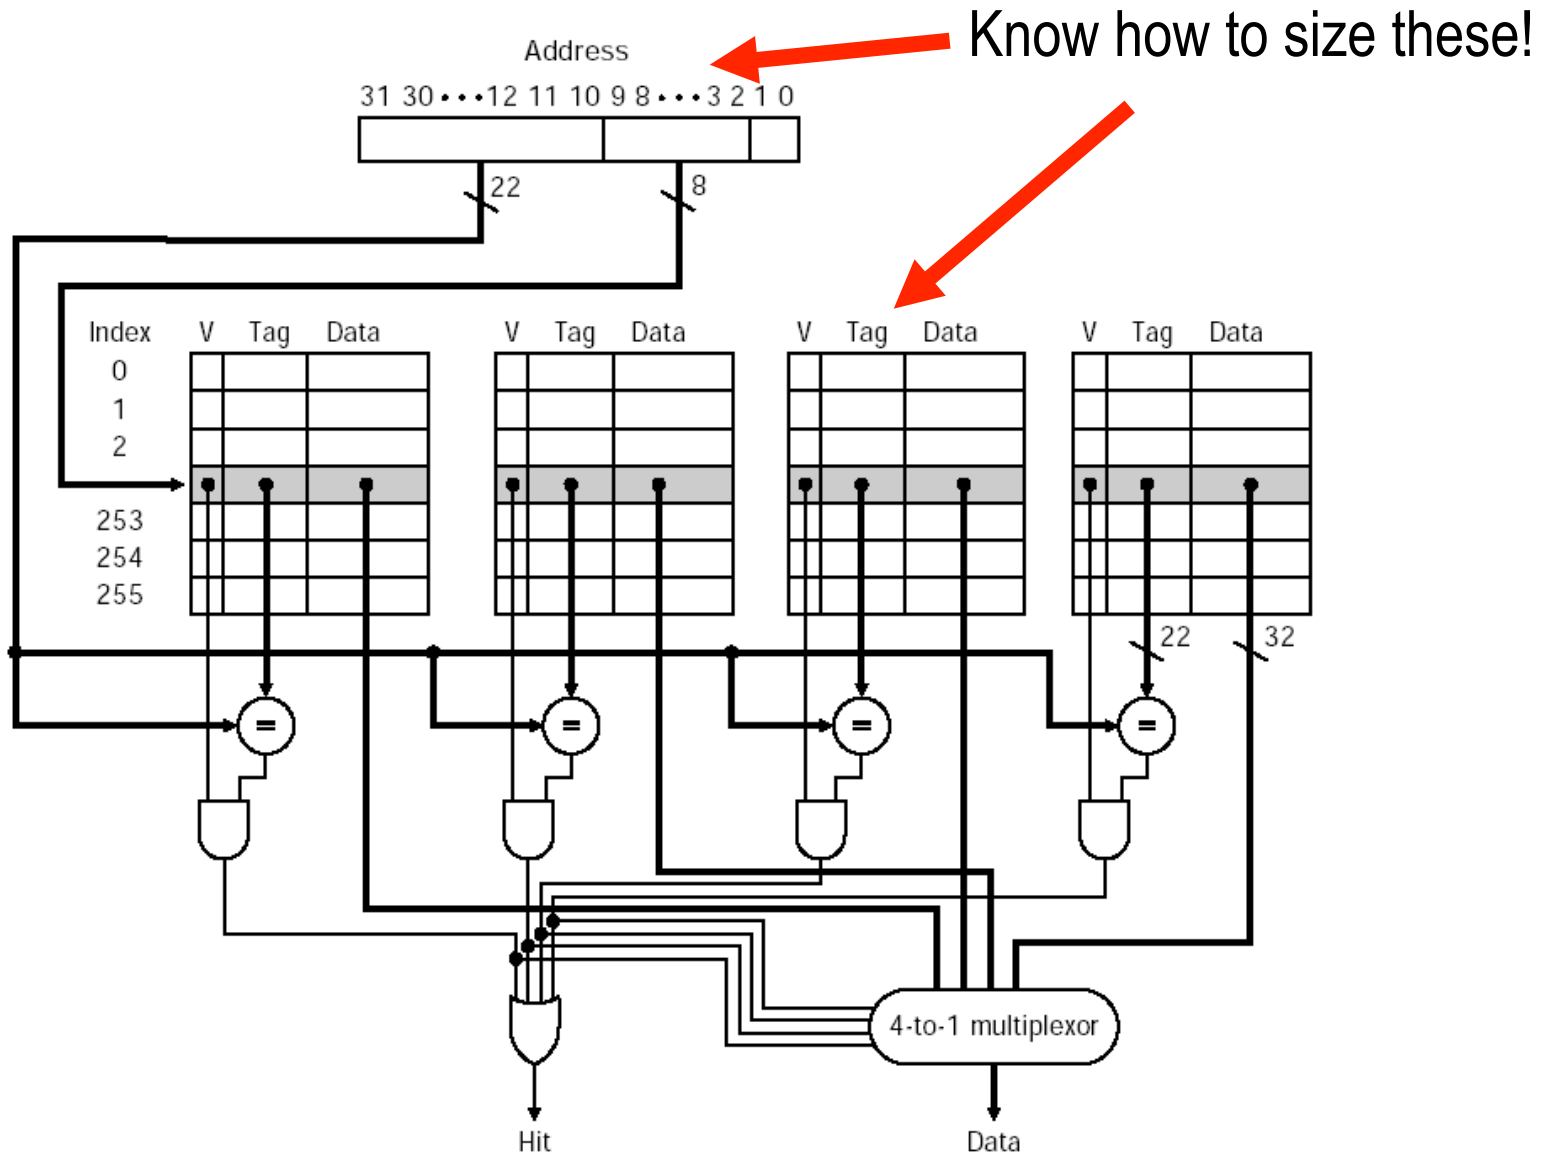 Know how to size these!
Address
31 30 ••• 12 11 10 9 8 ••• 3 2 1 0
22 8
Index V Tag Data V Tag Data V Tag Data V Tag Data
0
1
2
253
254
255
22 32
= = = =
4-to-1 multiplexor
Hit Data